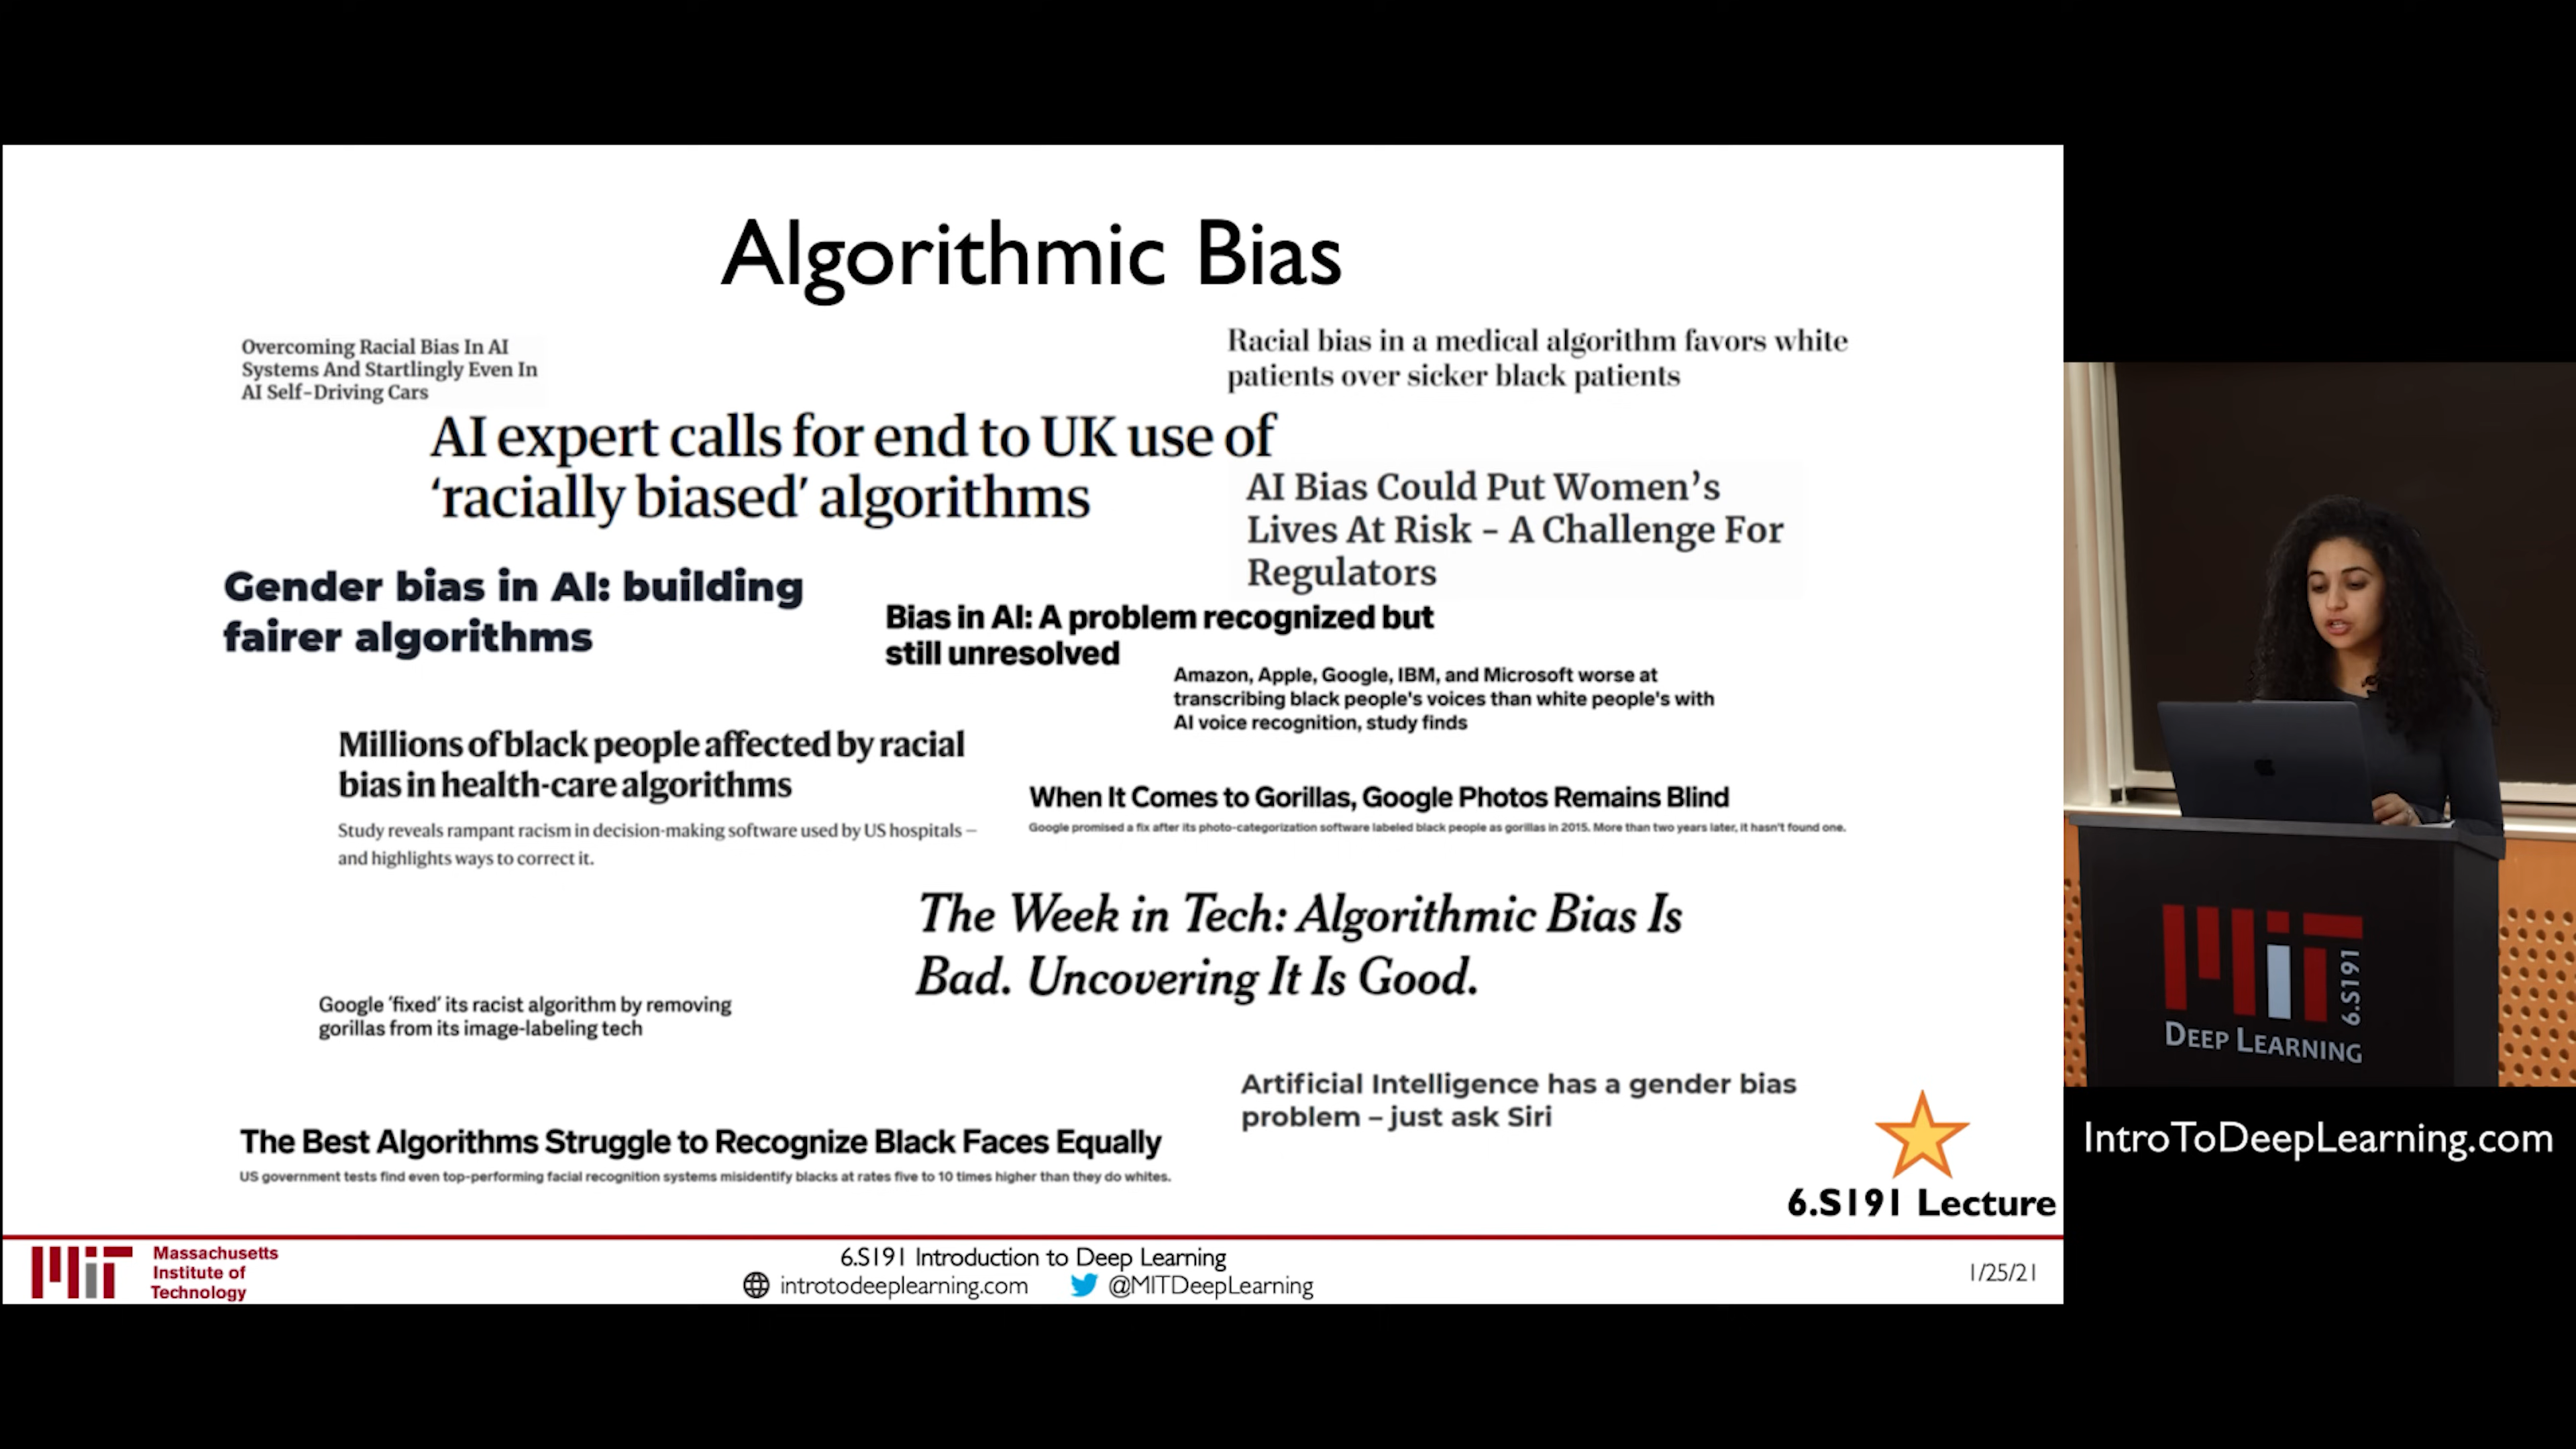 Algorithmic Bias
Overcoming Racial Bias In AI
Systems And Startlingly Even In
AI Self-Driving Cars
Racial bias in a medical algorithm favors white
patients over sicker black patients
AI expert calls for end to UK use of
‘racially biased’ algorithms
AI Bias Could Put Women’s
Lives At Risk – A Challenge For
Regulators
Gender bias in AI: building
fairer algorithms
Bias in AI: A problem recognized but
still unresolved
Amazon, Apple, Google, IBM, and Microsoft worse at
transcribing black people's voices than white people's with
AI voice recognition, study finds
Millions of black people affected by racial
bias in health-care algorithms
Study reveals rampant racism in decision-making software used by US hospitals —
and highlights ways to correct it.
When It Comes to Gorillas, Google Photos Remains Blind
Google promised a fix after its photo-categorization software labeled black people as gorillas in 2015. More than two years later, it hasn't found one.
The Week in Tech: Algorithmic Bias Is
Bad. Uncovering It Is Good.
Google ‘fixed’ its racist algorithm by removing
gorillas from its image-labeling tech
Artificial Intelligence has a gender bias
problem – just ask Siri
The Best Algorithms Struggle to Recognize Black Faces Equally
US government tests find even top-performing facial recognition systems misidentify blacks at rates five to 10 times higher than they do whites.
6.S191 Lecture
Massachusetts
Institute of
Technology
6.S191 Introduction to Deep Learning
introtodeeplearning.com @MITDeepLearning
1/25/21
MIT
6.S191
DEEP LEARNING
IntroToDeepLearning.com